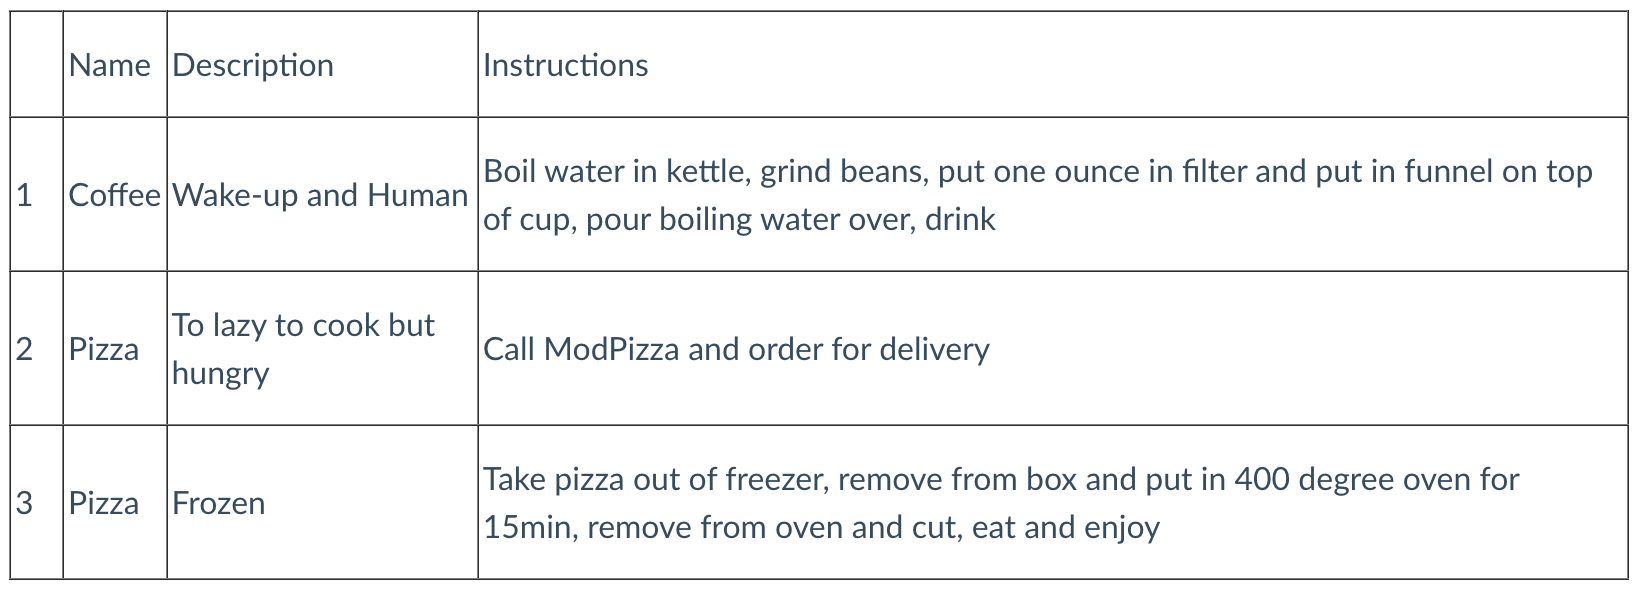 Name Description Instructions
1 Coffee Wake-up and Human Boil water in kettle, grind beans, put one ounce in filter and put in funnel on top
of cup, pour boiling water over, drink
2 Pizza To lazy to cook but
hungry
Call ModPizza and order for delivery
3 Pizza Frozen Take pizza out of freezer, remove from box and put in 400 degree oven for
15min, remove from oven and cut, eat and enjoy